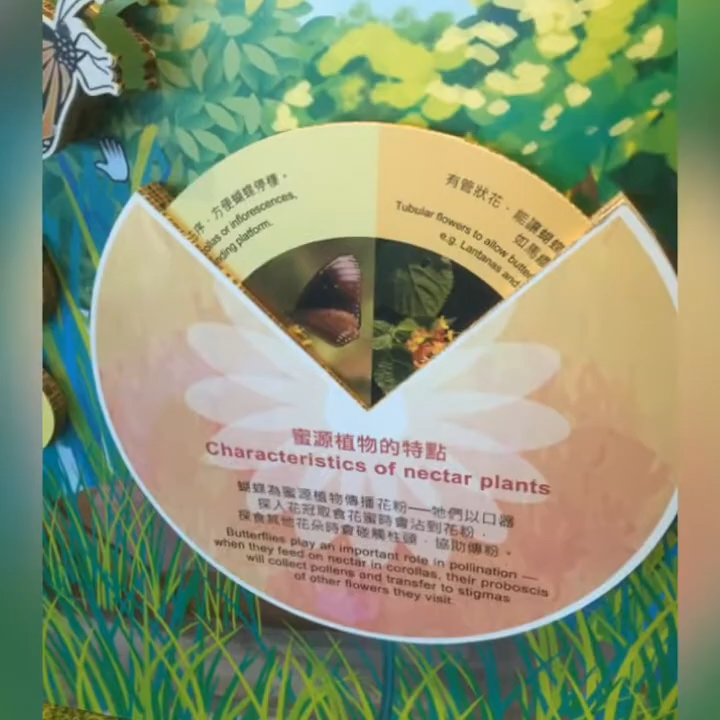 序，方便蝴蝶停棲。
or inflorescences,
platform.
有管狀花，能讓蝴蝶
如馬纓
Tubular flowers to allow
e.g. Lantanas and
蜜源植物的特點
Characteristics of nectar plants
蝴蝶為蜜源植物傳播花粉——牠們以口器
探入花冠取食花蜜時會沾到花粉，
探食其他花朵時會碰觸柱頭，協助傳粉。
Butterflies play an important role in pollination —
when they feed on nectar in corollas, their proboscis
will collect pollens and transfer to stigmas
of other flowers they visit.